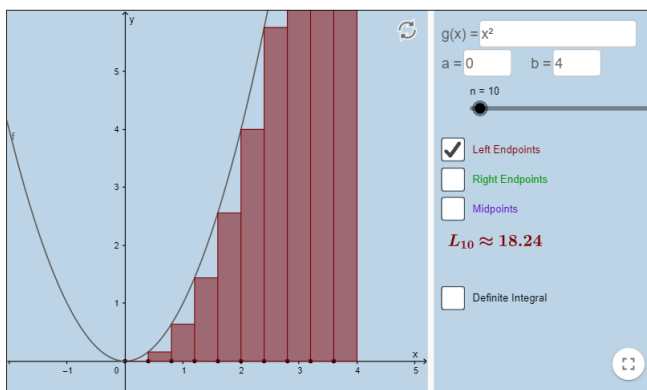 y
5
4
3
2
1
f
−1
0
1
2
3
4
5
x
g(x) = x²
a = 0 b = 4
n = 10
Left Endpoints
Right Endpoints
Midpoints
L₁₀ ≈ 18.24
Definite Integral